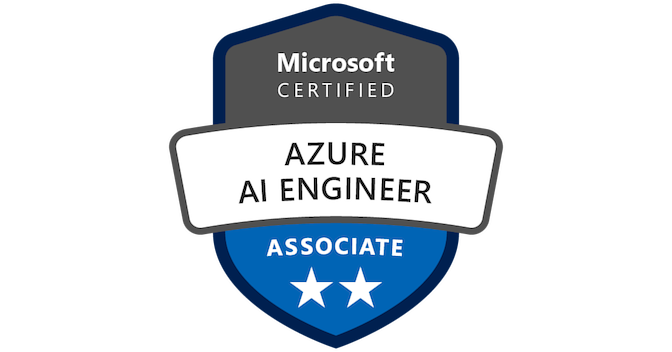 Microsoft
CERTIFIED
AZURE
AI ENGINEER
ASSOCIATE